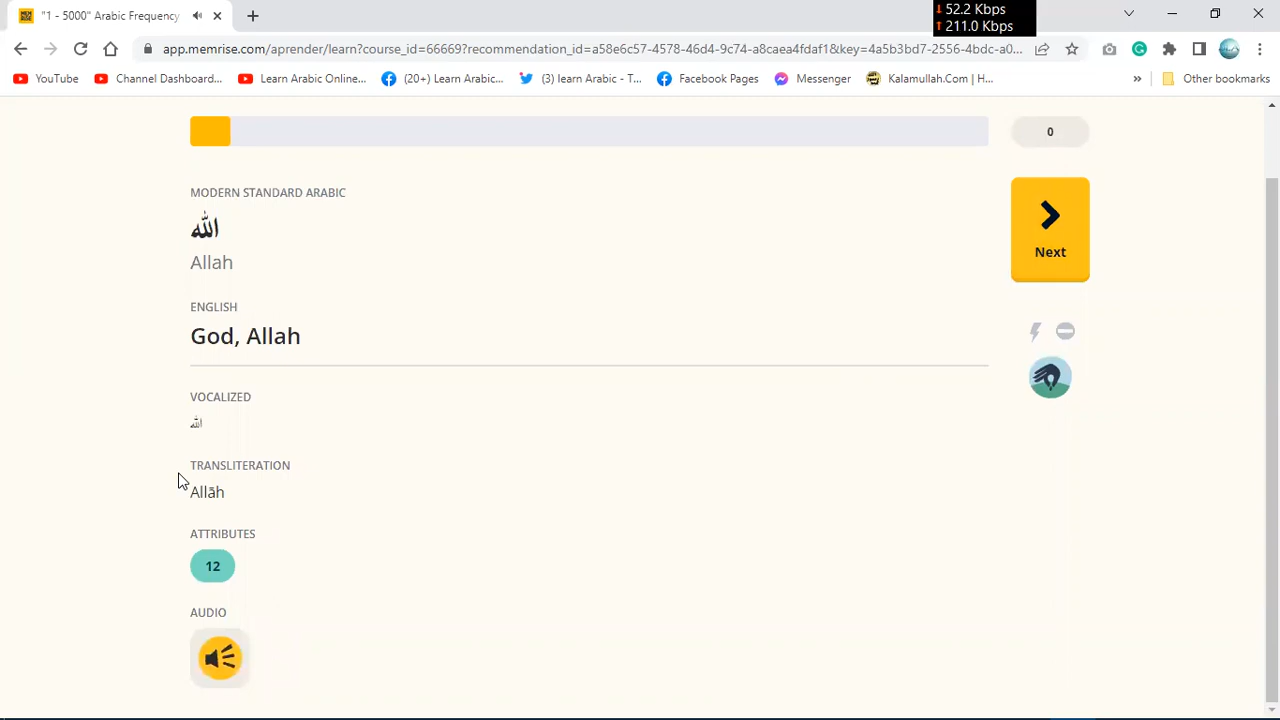 "1 - 5000" Arabic Frequency
52.2 Kbps
211.0 Kbps
app.memrise.com/aprender/learn?course_id=69669?recommendation_id=a58e6c57-4578-46d4-9c74-a8caea4fdaf1&key=4a5b3bd7-2556-4bdc-a0...
YouTube
Channel Dashboard...
Learn Arabic Online...
(20+) Learn Arabic...
(3) learn Arabic - T...
Facebook Pages
Messenger
Kalamullah.Com | H...
»
Other bookmarks
0
MODERN STANDARD ARABIC
الله
Allah
Next
ENGLISH
God, Allah
VOCALIZED
الله
TRANSLITERATION
Allāh
ATTRIBUTES
12
AUDIO